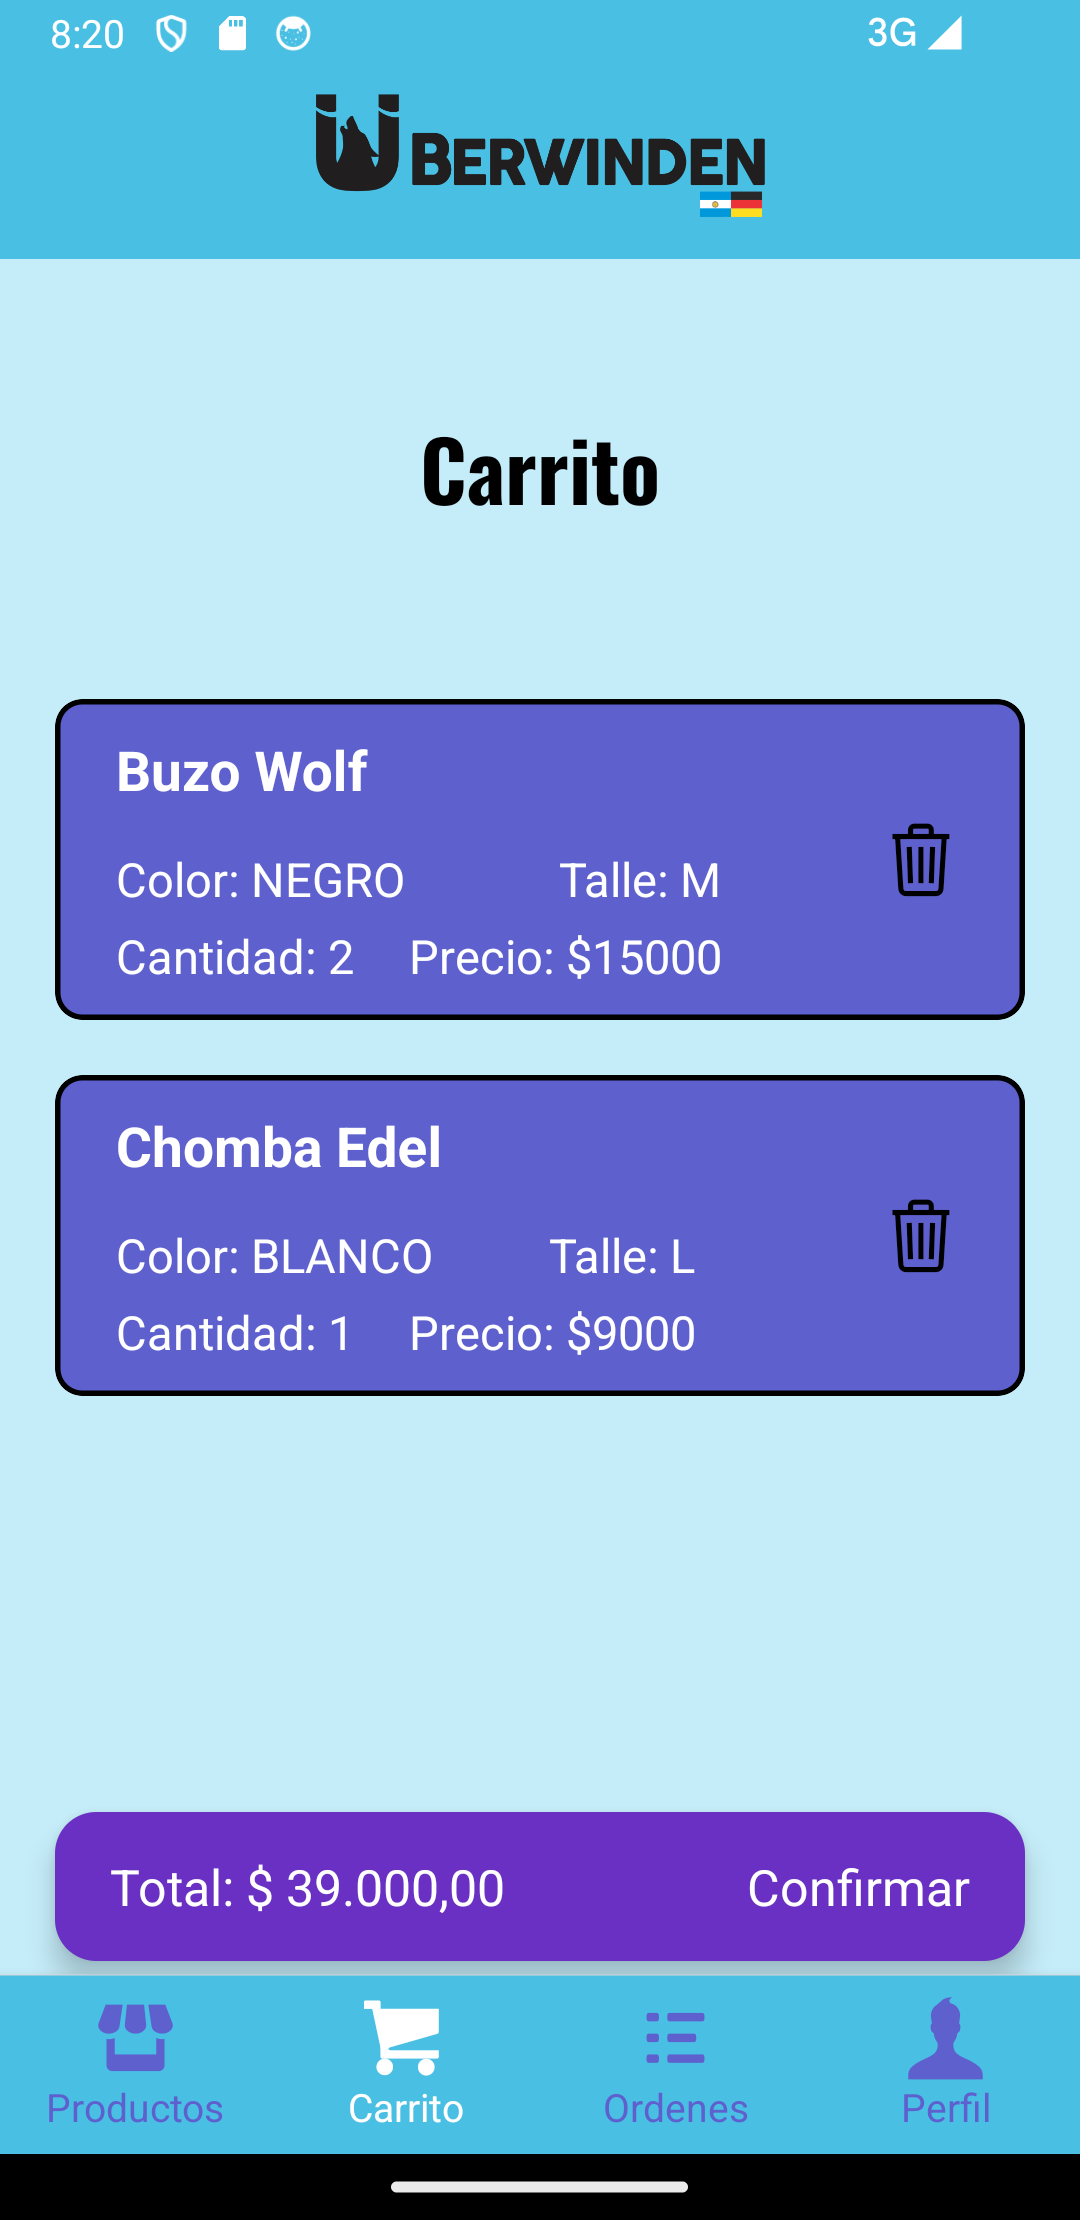 8:20
3G
BERWINDEN
Carrito
Buzo Wolf
Color: NEGRO Talle: M
Cantidad: 2 Precio: $15000
Chomba Edel
Color: BLANCO Talle: L
Cantidad: 1 Precio: $9000
Total: $ 39.000,00 Confirmar
Productos Carrito Ordenes Perfil